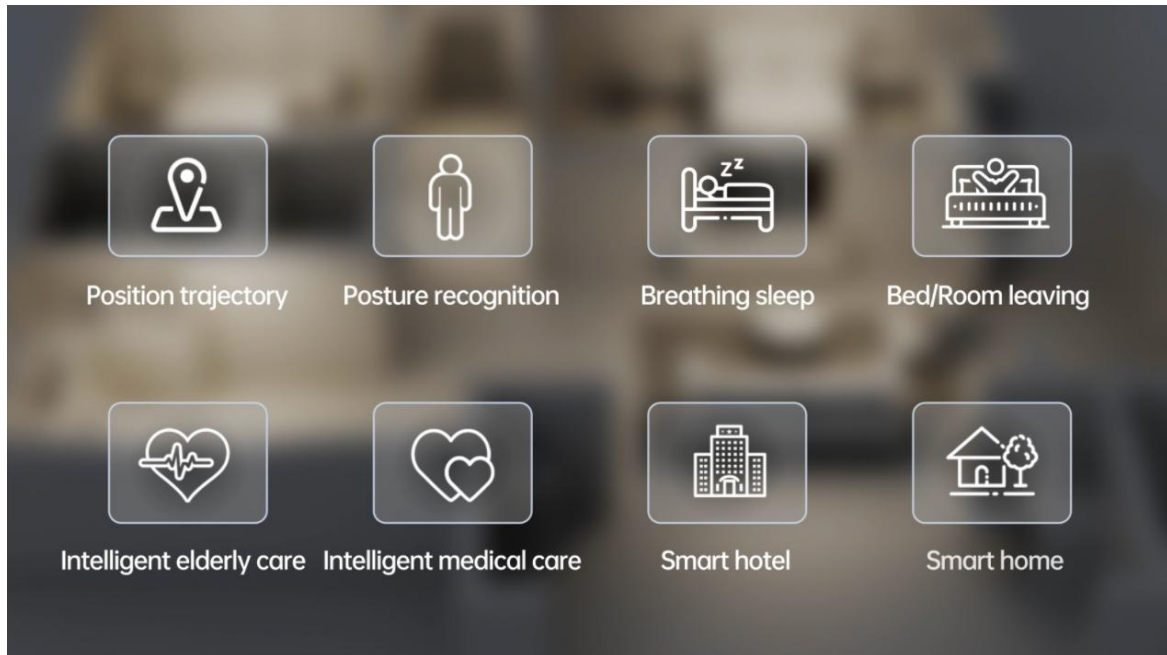 Position trajectory
Posture recognition
Breathing sleep
Bed/Room leaving
Intelligent elderly care
Intelligent medical care
Smart hotel
Smart home